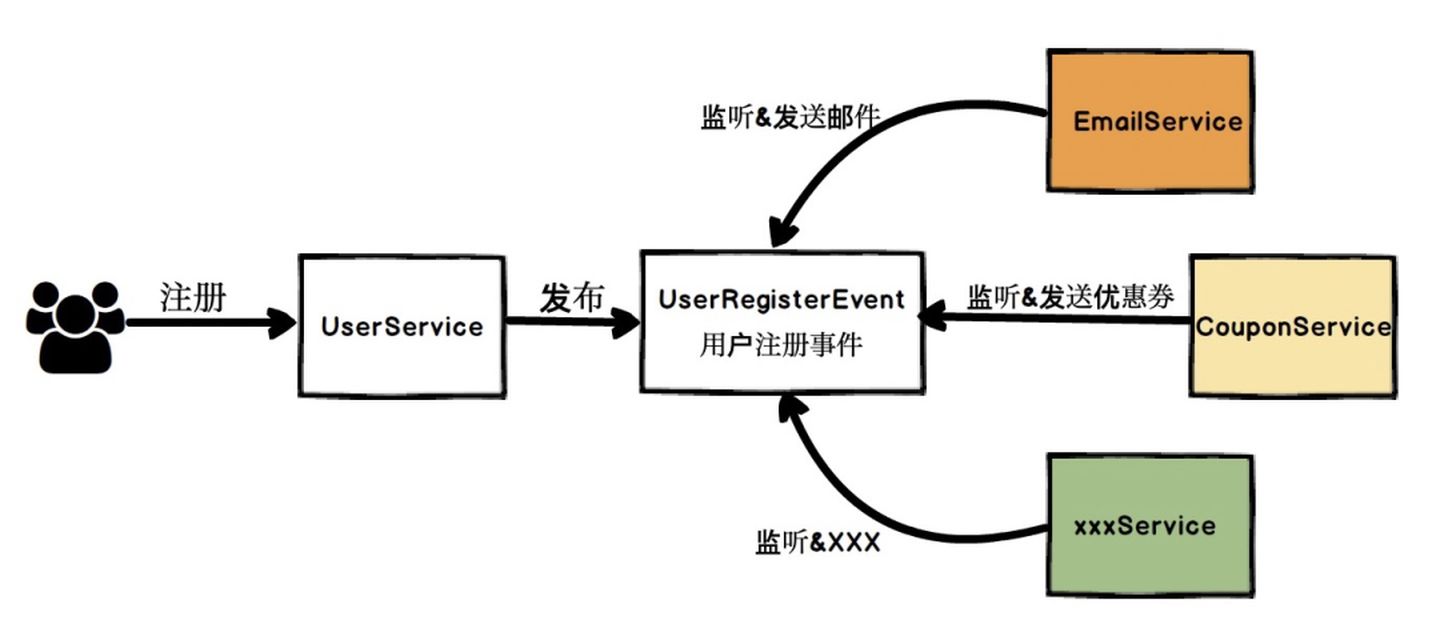 监听&发送邮件
EmailService
注册
UserService
发布
UserRegisterEvent
用户注册事件
监听&发送优惠券
CouponService
监听&XXX
xxxService